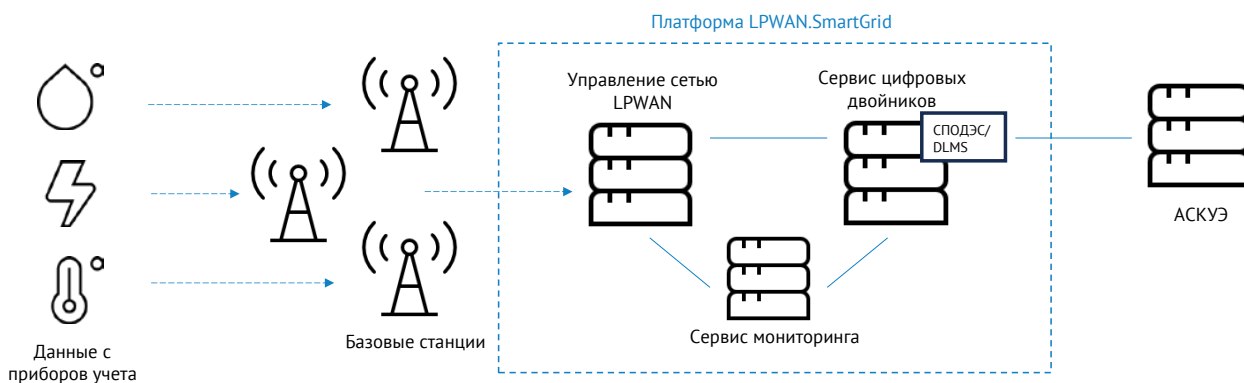 Платформа LPWAN.SmartGrid
Управление сетью
LPWAN
Сервис цифровых
двойников
СПОДЭС/
DLMS
АСКУЭ
Сервис мониторинга
Базовые станции
Данные с
приборов учета